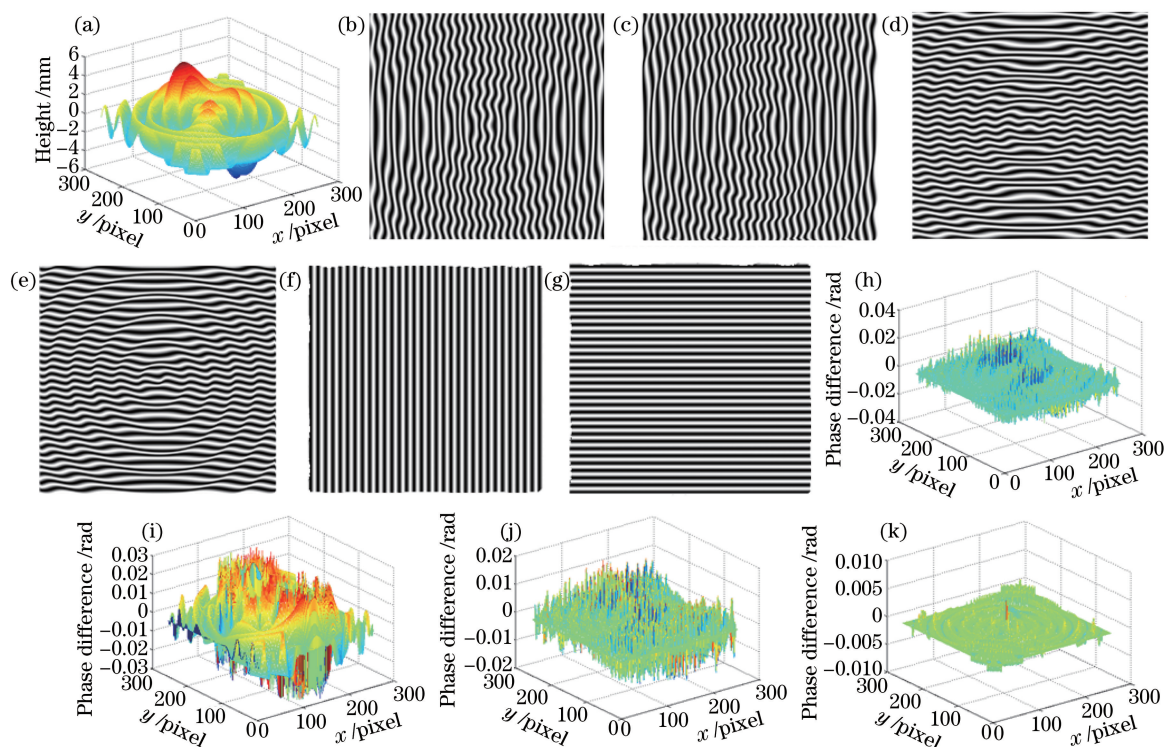 (a)
Height /mm
6
4
2
0
−2
−4
−6
300
200
100
0
y /pixel
0
100
200
300
x /pixel
(b)
(c)
(d)
(e)
(f)
(g)
(h)
Phase difference /rad
0.04
0.02
0
−0.02
−0.04
300
200
100
0
y /pixel
0
100
200
300
x /pixel
(i)
Phase difference /rad
0.03
0.02
0.01
0
−0.01
−0.02
−0.03
300
200
100
0
y /pixel
0
100
200
300
x /pixel
(j)
Phase difference /rad
0.02
0.01
0
−0.01
−0.02
300
200
100
0
y /pixel
0
100
200
300
x /pixel
(k)
Phase difference /rad
0.010
0.005
0
−0.005
−0.010
300
200
100
0
y /pixel
0
100
200
300
x /pixel